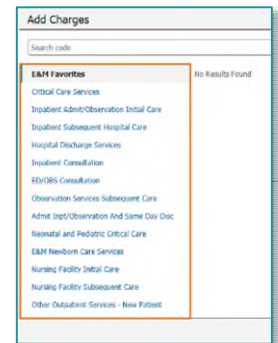 Add Charges
Search code
E&M Favorites
No Results Found
Critical Care Services
Inpatient Admit/Observation Initial Care
Inpatient Subsequent Hospital Care
Hospital Discharge Services
Inpatient Consultation
ED/OBS Consultation
Observation Services Subsequent Care
Admit Inpt/Observation And Same Day Disc
Neonatal and Pediatric Critical Care
E&M Newborn Care Services
Nursing Facility Initial Care
Nursing Facility Subsequent Care
Other Outpatient Services - New Patient